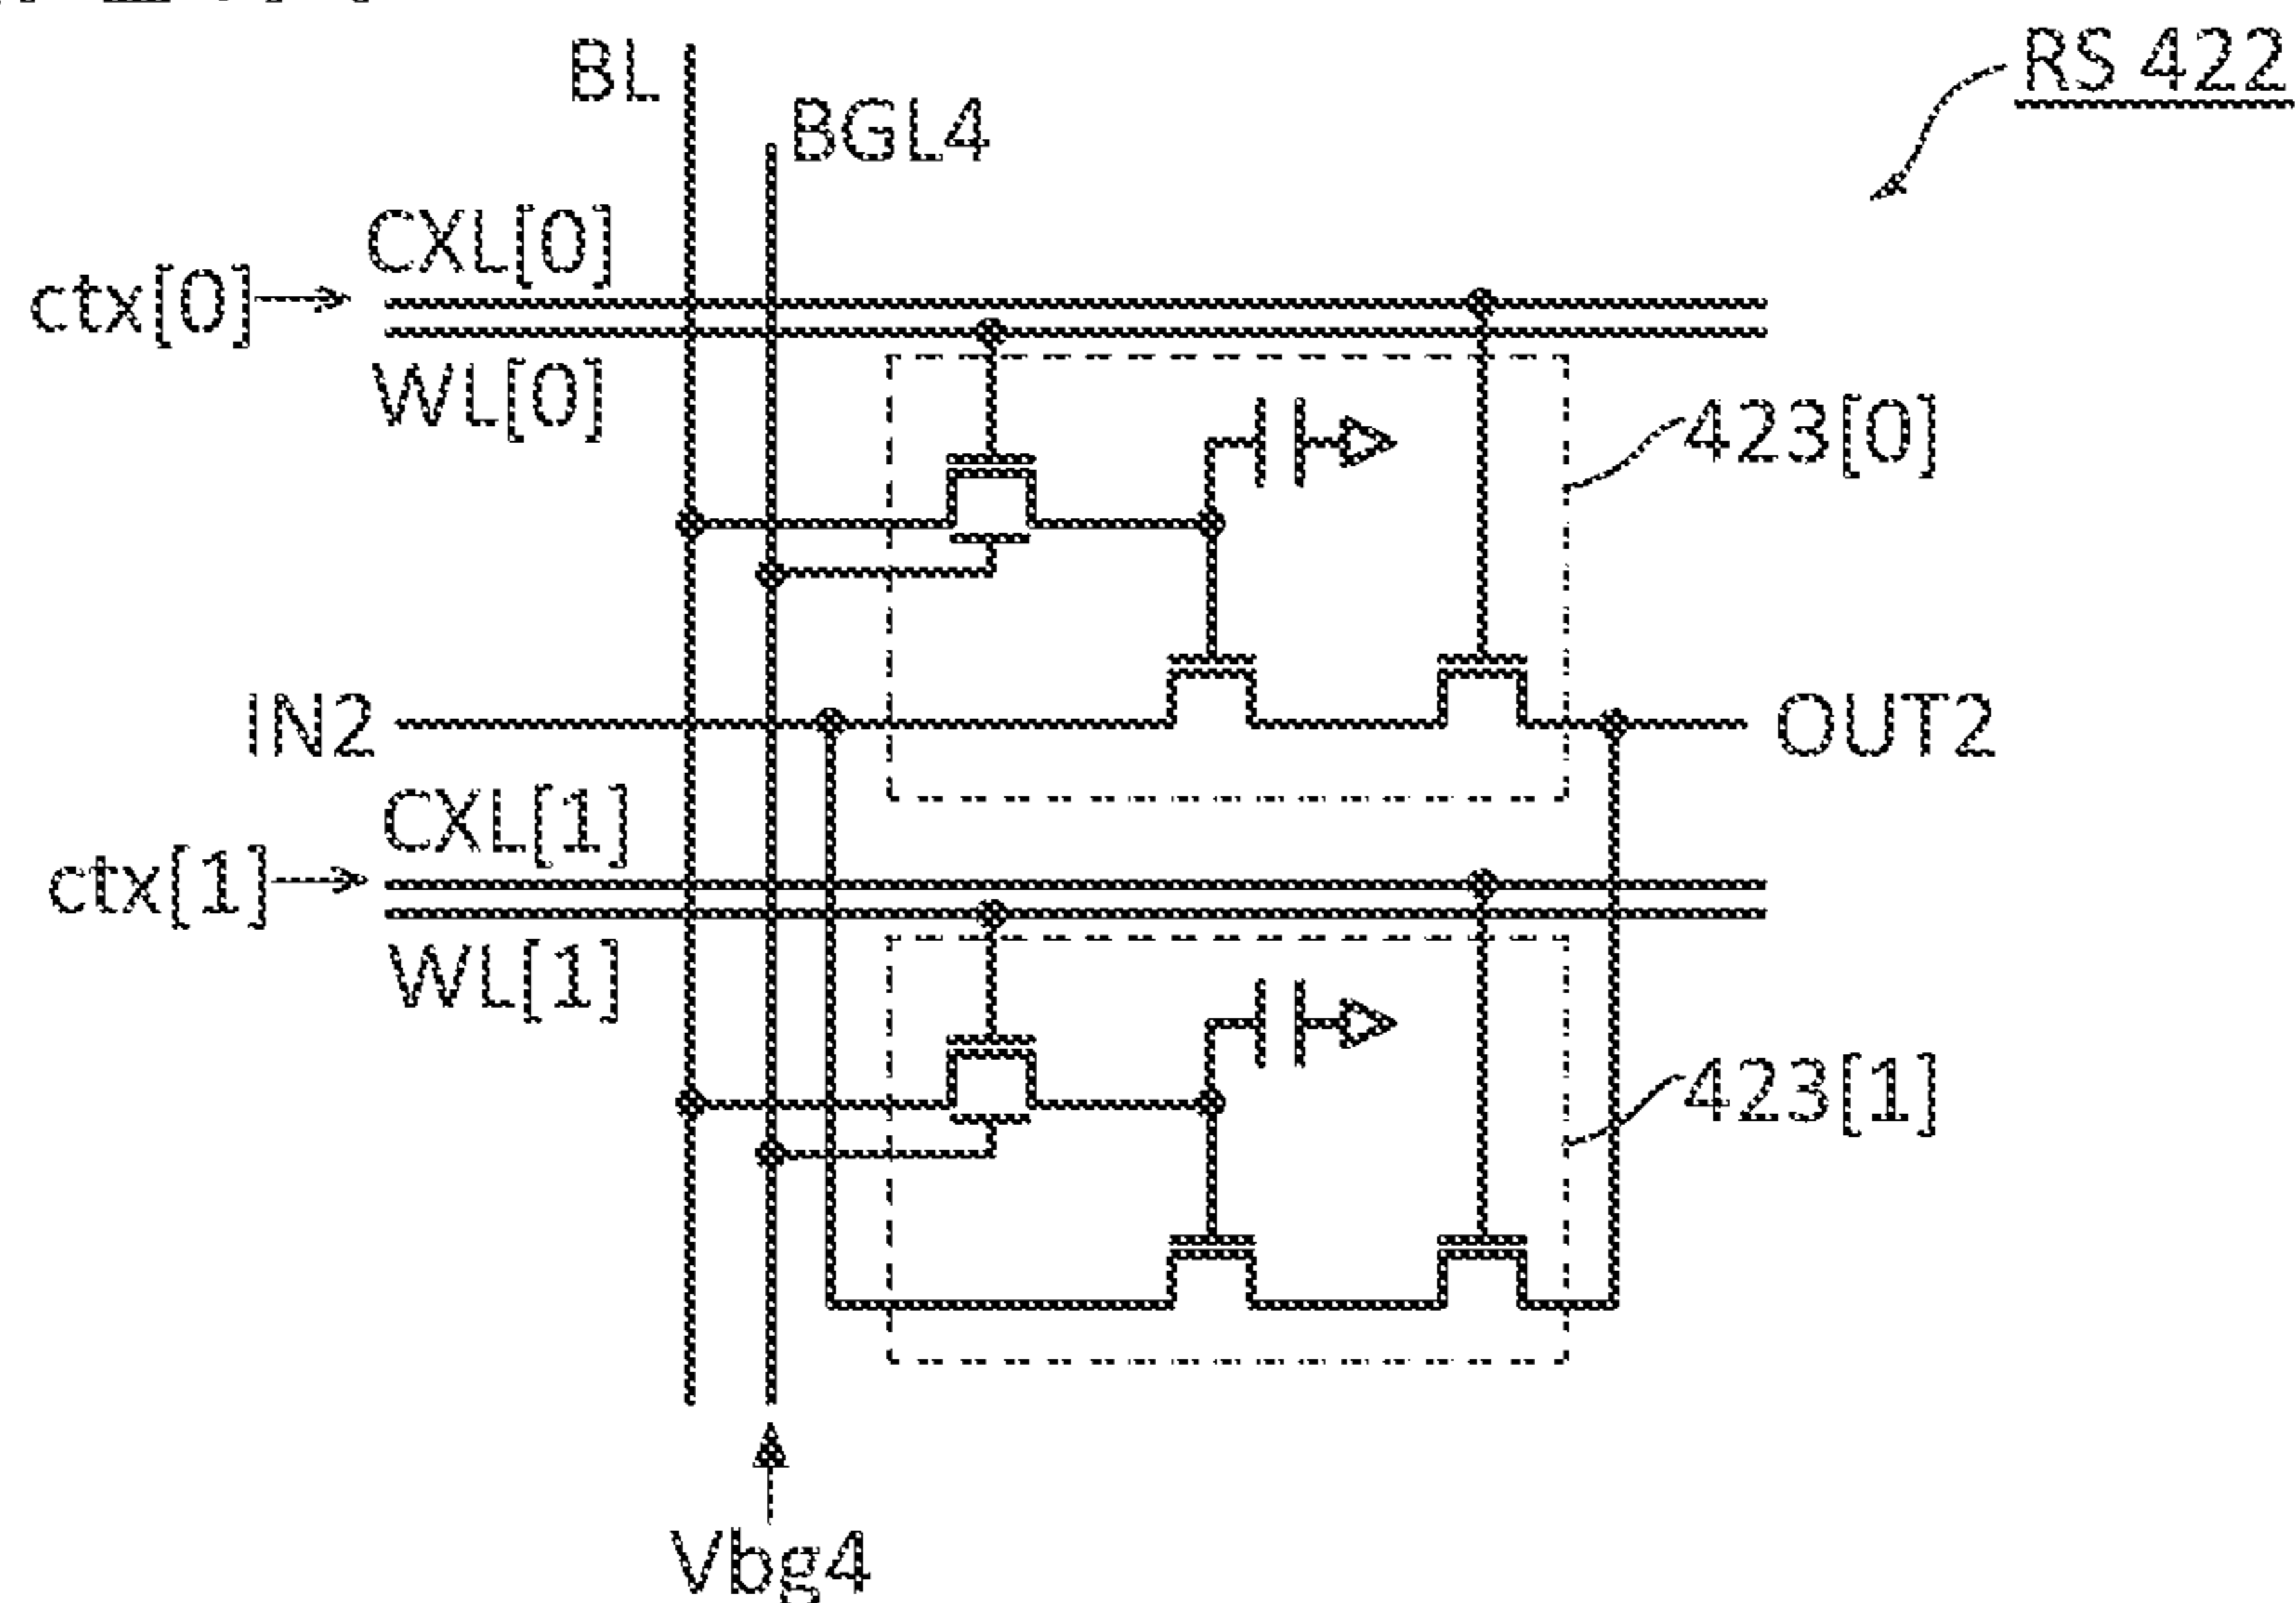 BL
RS 422
BGL4
CXL[0]
ctx[0]
WL[0]
423[0]
IN2
OUT2
CXL[1]
ctx[1]
WL[1]
423[1]
Vbg4